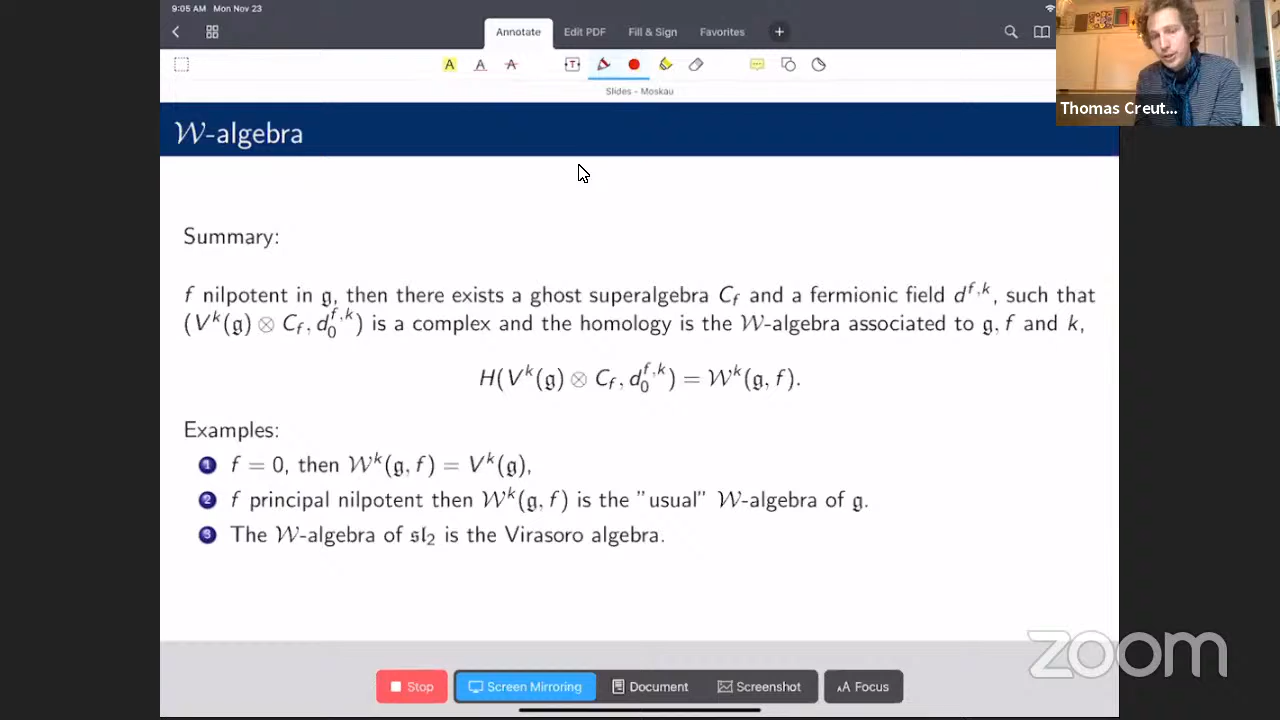 9:05 AM Mon Nov 23
Annotate Edit PDF Fill & Sign Favorites +
A A A T
Slides - Moskau
Thomas Creut...
𝒲-algebra
Summary:
f nilpotent in 𝔤, then there exists a ghost superalgebra C_f and a fermionic field d^{f,k}, such that
(V^k(𝔤) ⊗ C_f, d_0^{f,k}) is a complex and the homology is the 𝒲-algebra associated to 𝔤, f and k,
H(V^k(𝔤) ⊗ C_f, d_0^{f,k}) = 𝒲^k(𝔤, f).
Examples:
1 f = 0, then 𝒲^k(𝔤, f) = V^k(𝔤),
2 f principal nilpotent then 𝒲^k(𝔤, f) is the "usual" 𝒲-algebra of 𝔤.
3 The 𝒲-algebra of 𝔰𝔩_2 is the Virasoro algebra.
zoom
Stop Screen Mirroring Document Screenshot AA Focus